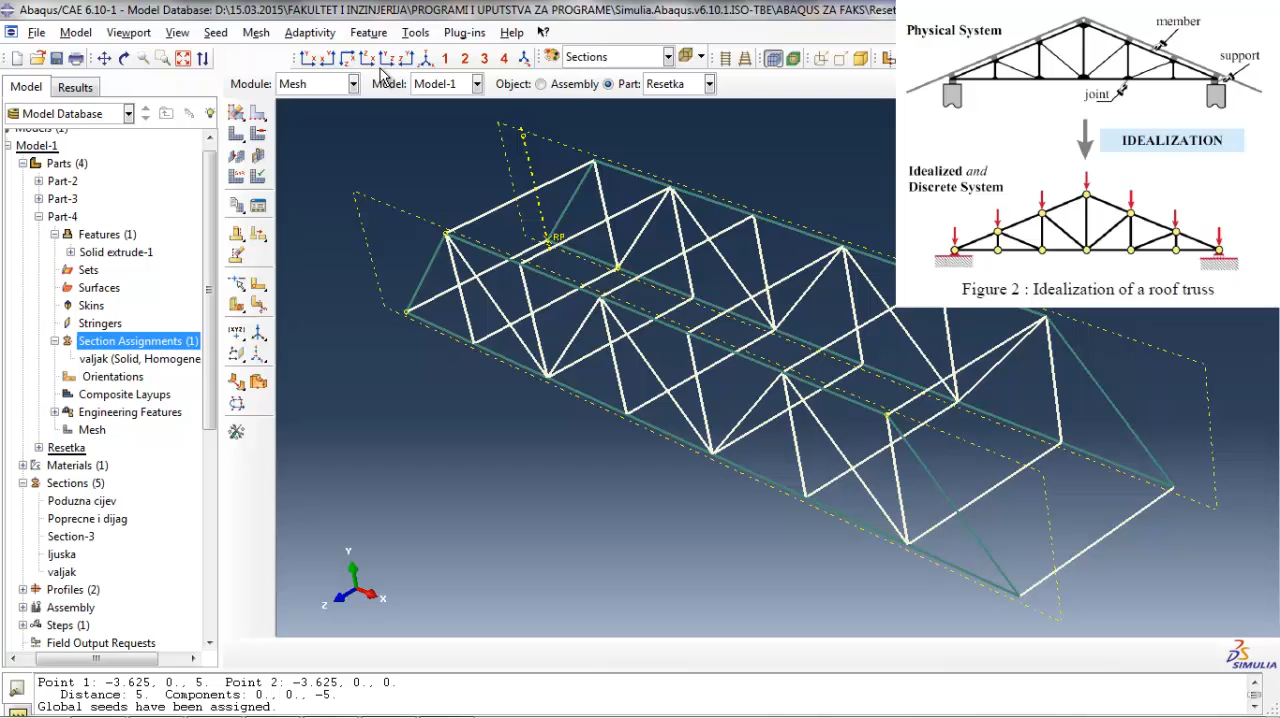 Abaqus/CAE 6.10-1 - Model Database: D:\15.03.2015\FAKULTET I INZINJERIJA\PROGRAMI I UPUTSTVA ZA PROGRAME\Simulia.Abaqus.v6.10.1.ISO-TBE\ABAQUS ZA FAKS\Reset
File Model Viewport View Seed Mesh Adaptivity Feature Tools Plug-ins Help
1 2 3 4 Sections
Model Results Module: Mesh Model: Model-1 Object: Assembly Part: Resetka
Model Database
Models (1)
Model-1
Parts (4)
Part-2
Part-3
Part-4
Features (1)
Solid extrude-1
Sets
Surfaces
Skins
Stringers
Section Assignments (1)
valjak (Solid, Homogene
Orientations
Composite Layups
Engineering Features
Mesh
Resetka
Materials (1)
Sections (5)
Poduzna cijev
Poprecne i dijag
Section-3
ljuska
valjak
Profiles (2)
Assembly
Steps (1)
Field Output Requests
RP
Y
Z
X
Physical System
member
support
joint
IDEALIZATION
Idealized and
Discrete System
Figure 2 : Idealization of a roof truss
SIMULIA
Point 1: -3.625, 0., 5. Point 2: -3.625, 0., 0.
Distance: 5. Components: 0., 0., -5.
Global seeds have been assigned.